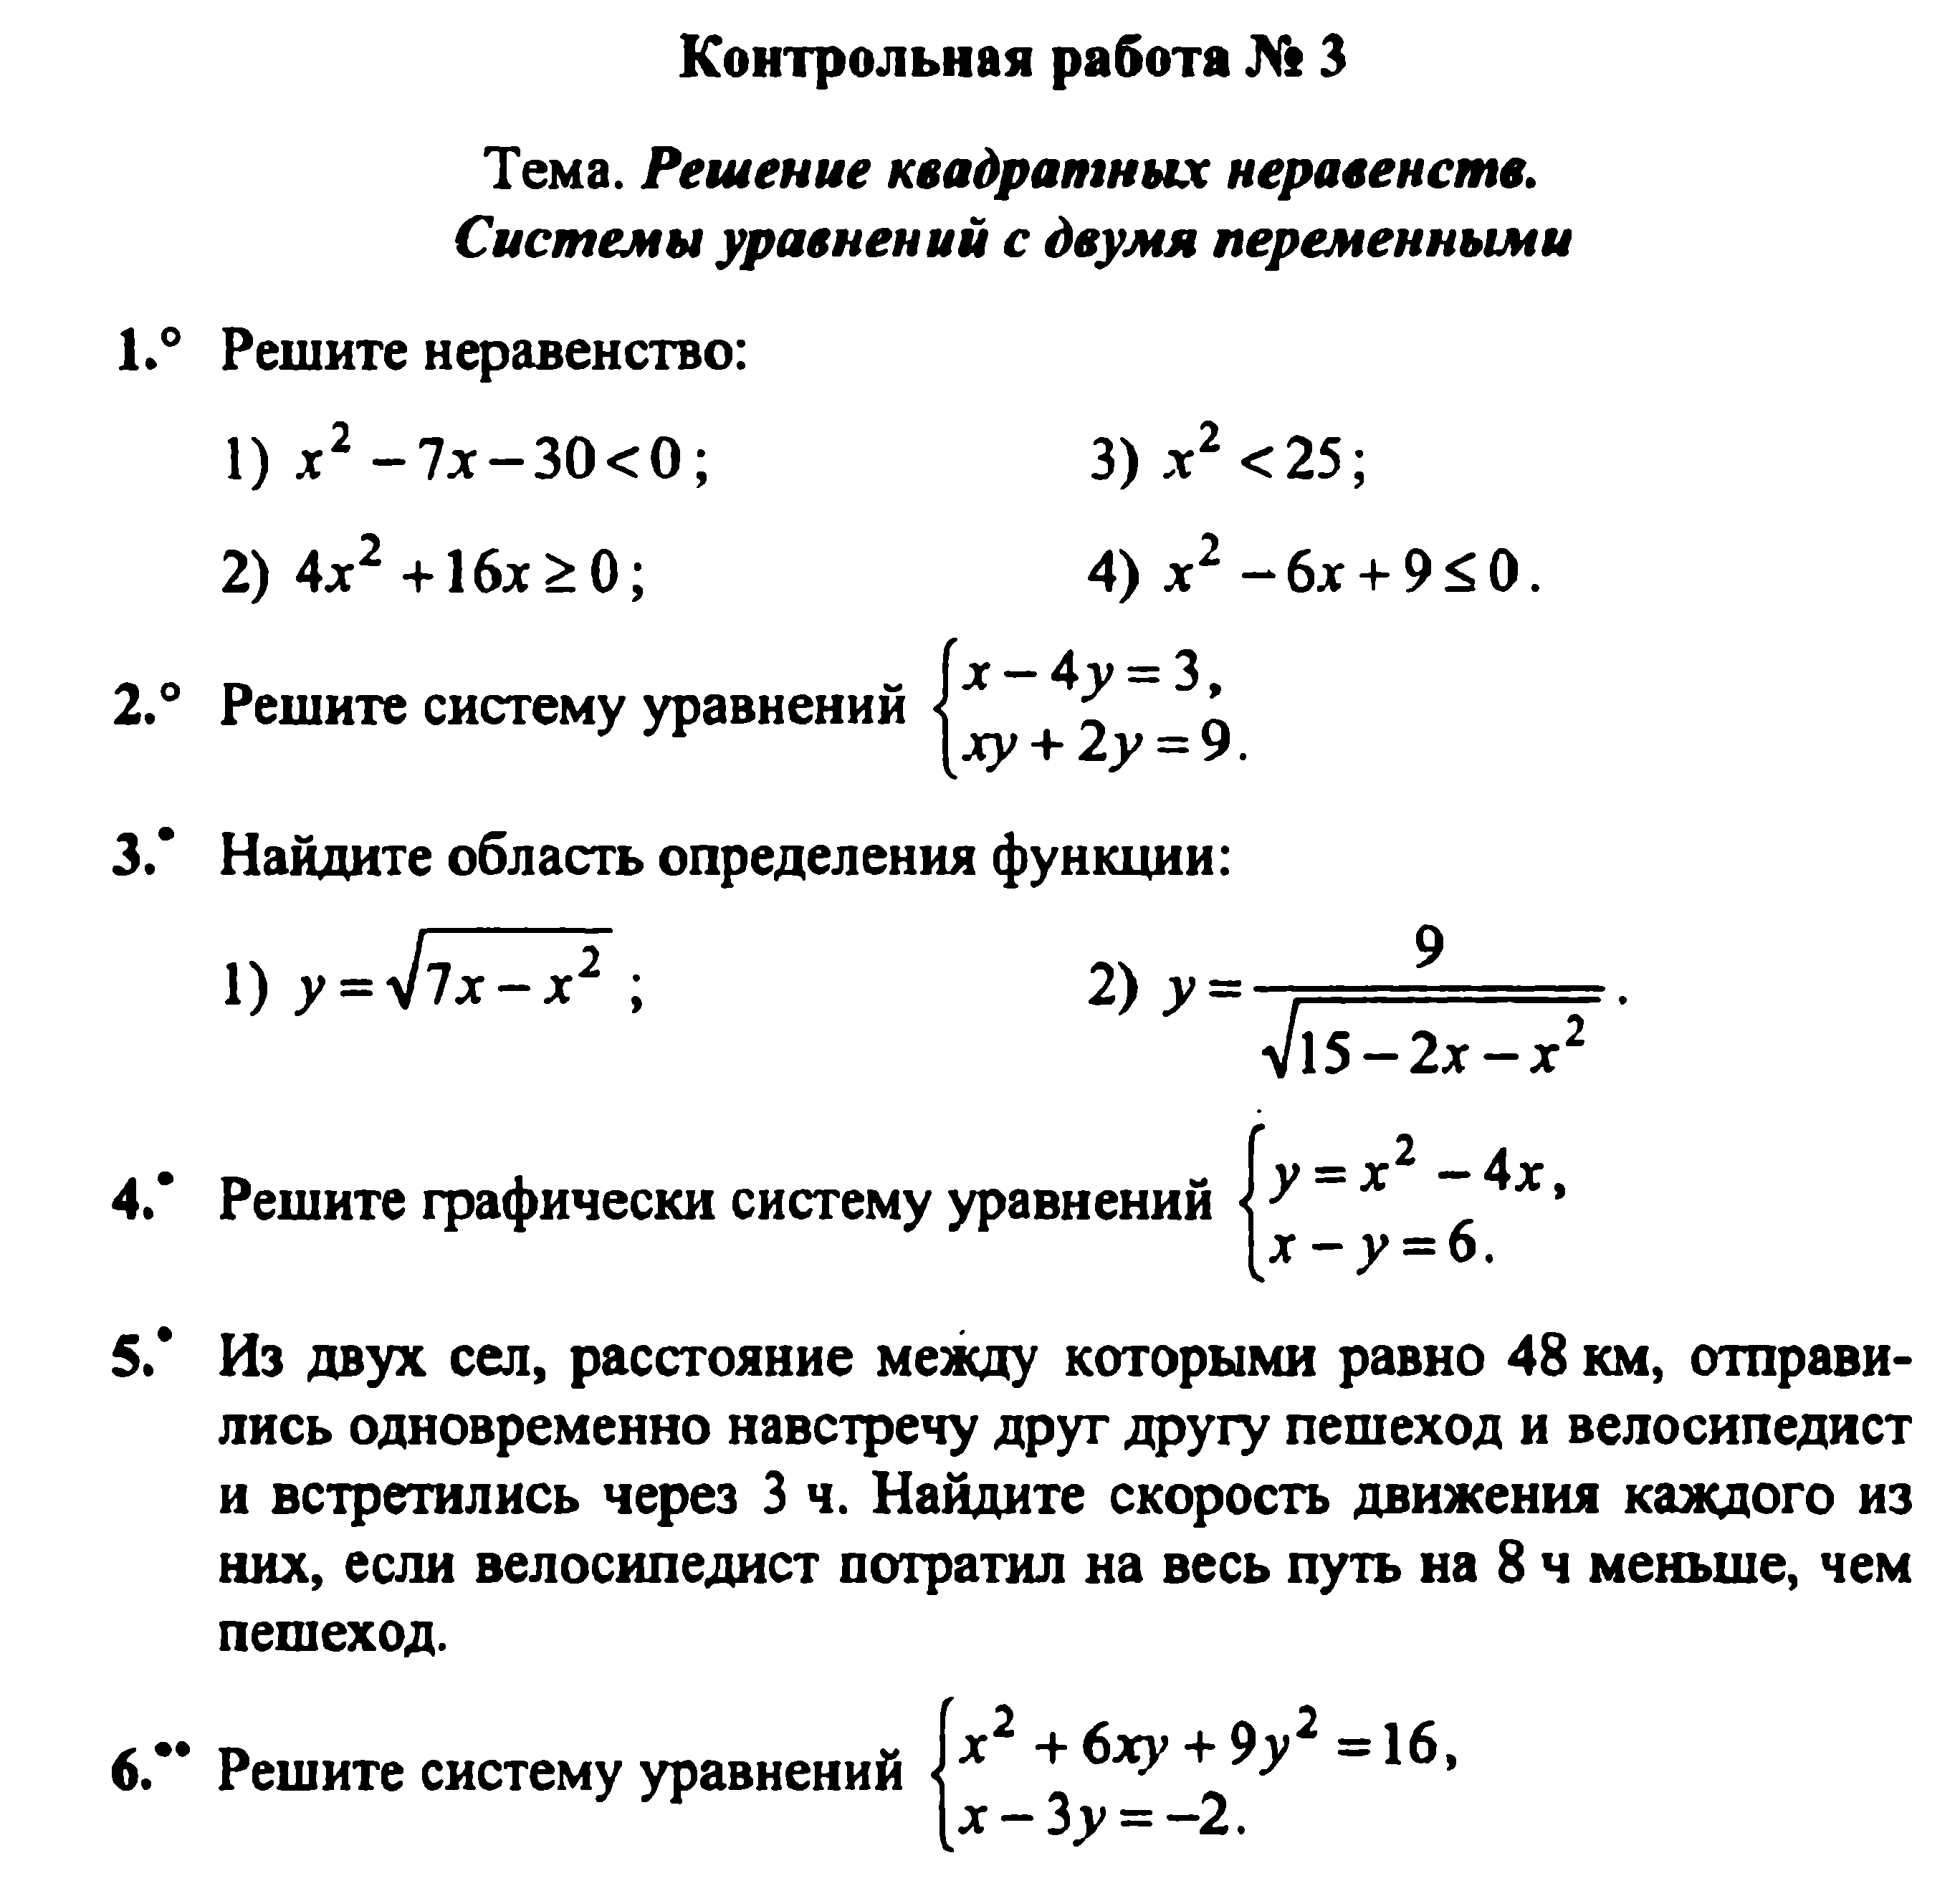 Контрольная работа № 3
Тема. Решение квадратных неравенств.
Системы уравнений с двумя переменными
1.° Решите неравенство:
1) x² − 7x − 30 < 0 ; 3) x² < 25 ;
2) 4x² + 16x ≥ 0 ; 4) x² − 6x + 9 ≤ 0 .
2.° Решите систему уравнений { x − 4y = 3, xy + 2y = 9.
3.• Найдите область определения функции:
1) y = √(7x − x²) ; 2) y = 9 / √(15 − 2x − x²) .
4.• Решите графически систему уравнений { y = x² − 4x, x − y = 6.
5.• Из двух сел, расстояние между которыми равно 48 км, отправи-
лись одновременно навстречу друг другу пешеход и велосипедист
и встретились через 3 ч. Найдите скорость движения каждого из
них, если велосипедист потратил на весь путь на 8 ч меньше, чем
пешеход.
6.•• Решите систему уравнений { x² + 6xy + 9y² = 16, x − 3y = −2.